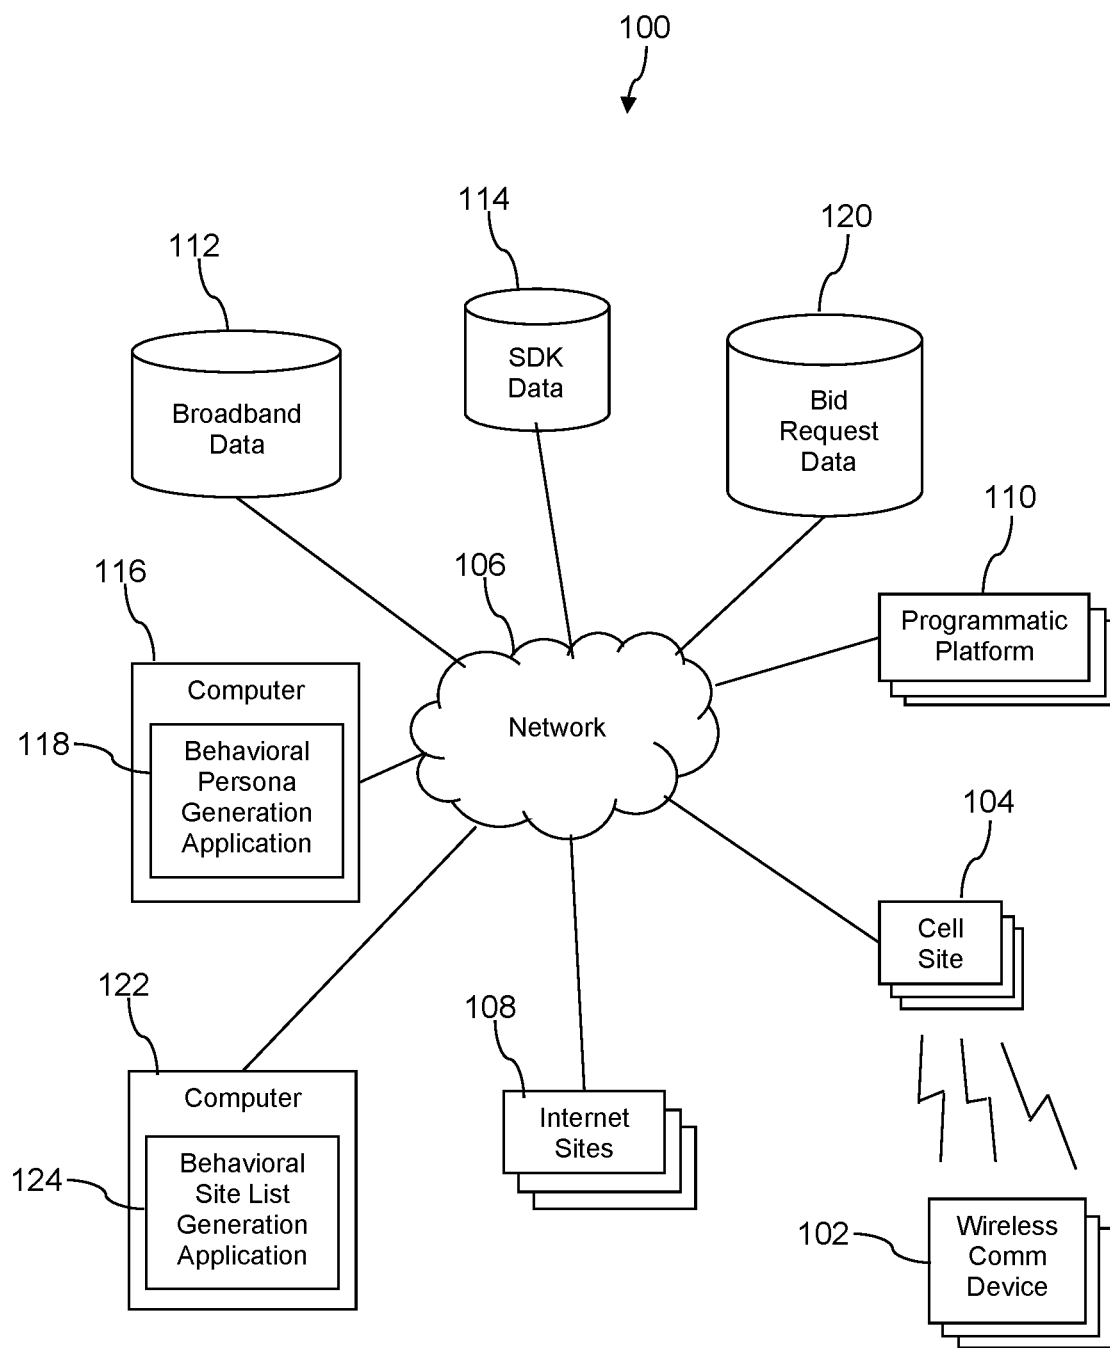 100
114
120
112
SDK
Data
Broadband
Data
Bid
Request
Data
110
106
116
Programmatic
Platform
Computer
Network
118
Behavioral
Persona
Generation
Application
104
Cell
Site
122
108
Computer
Internet
Sites
124
Behavioral
Site List
Generation
Application
102
Wireless
Comm
Device